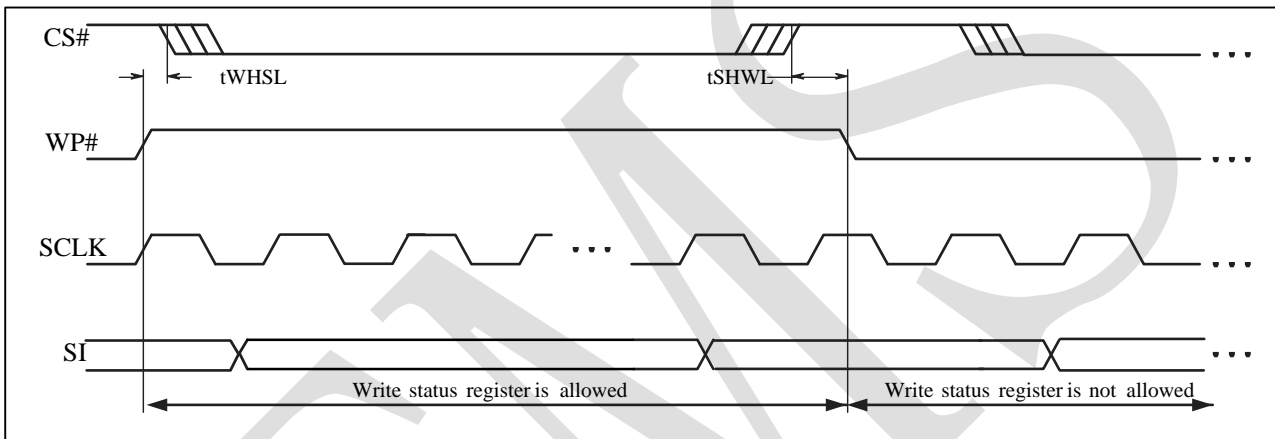 CS#
tWHSL
tSHWL
WP#
SCLK
SI
Write status register is allowed
Write status register is not allowed